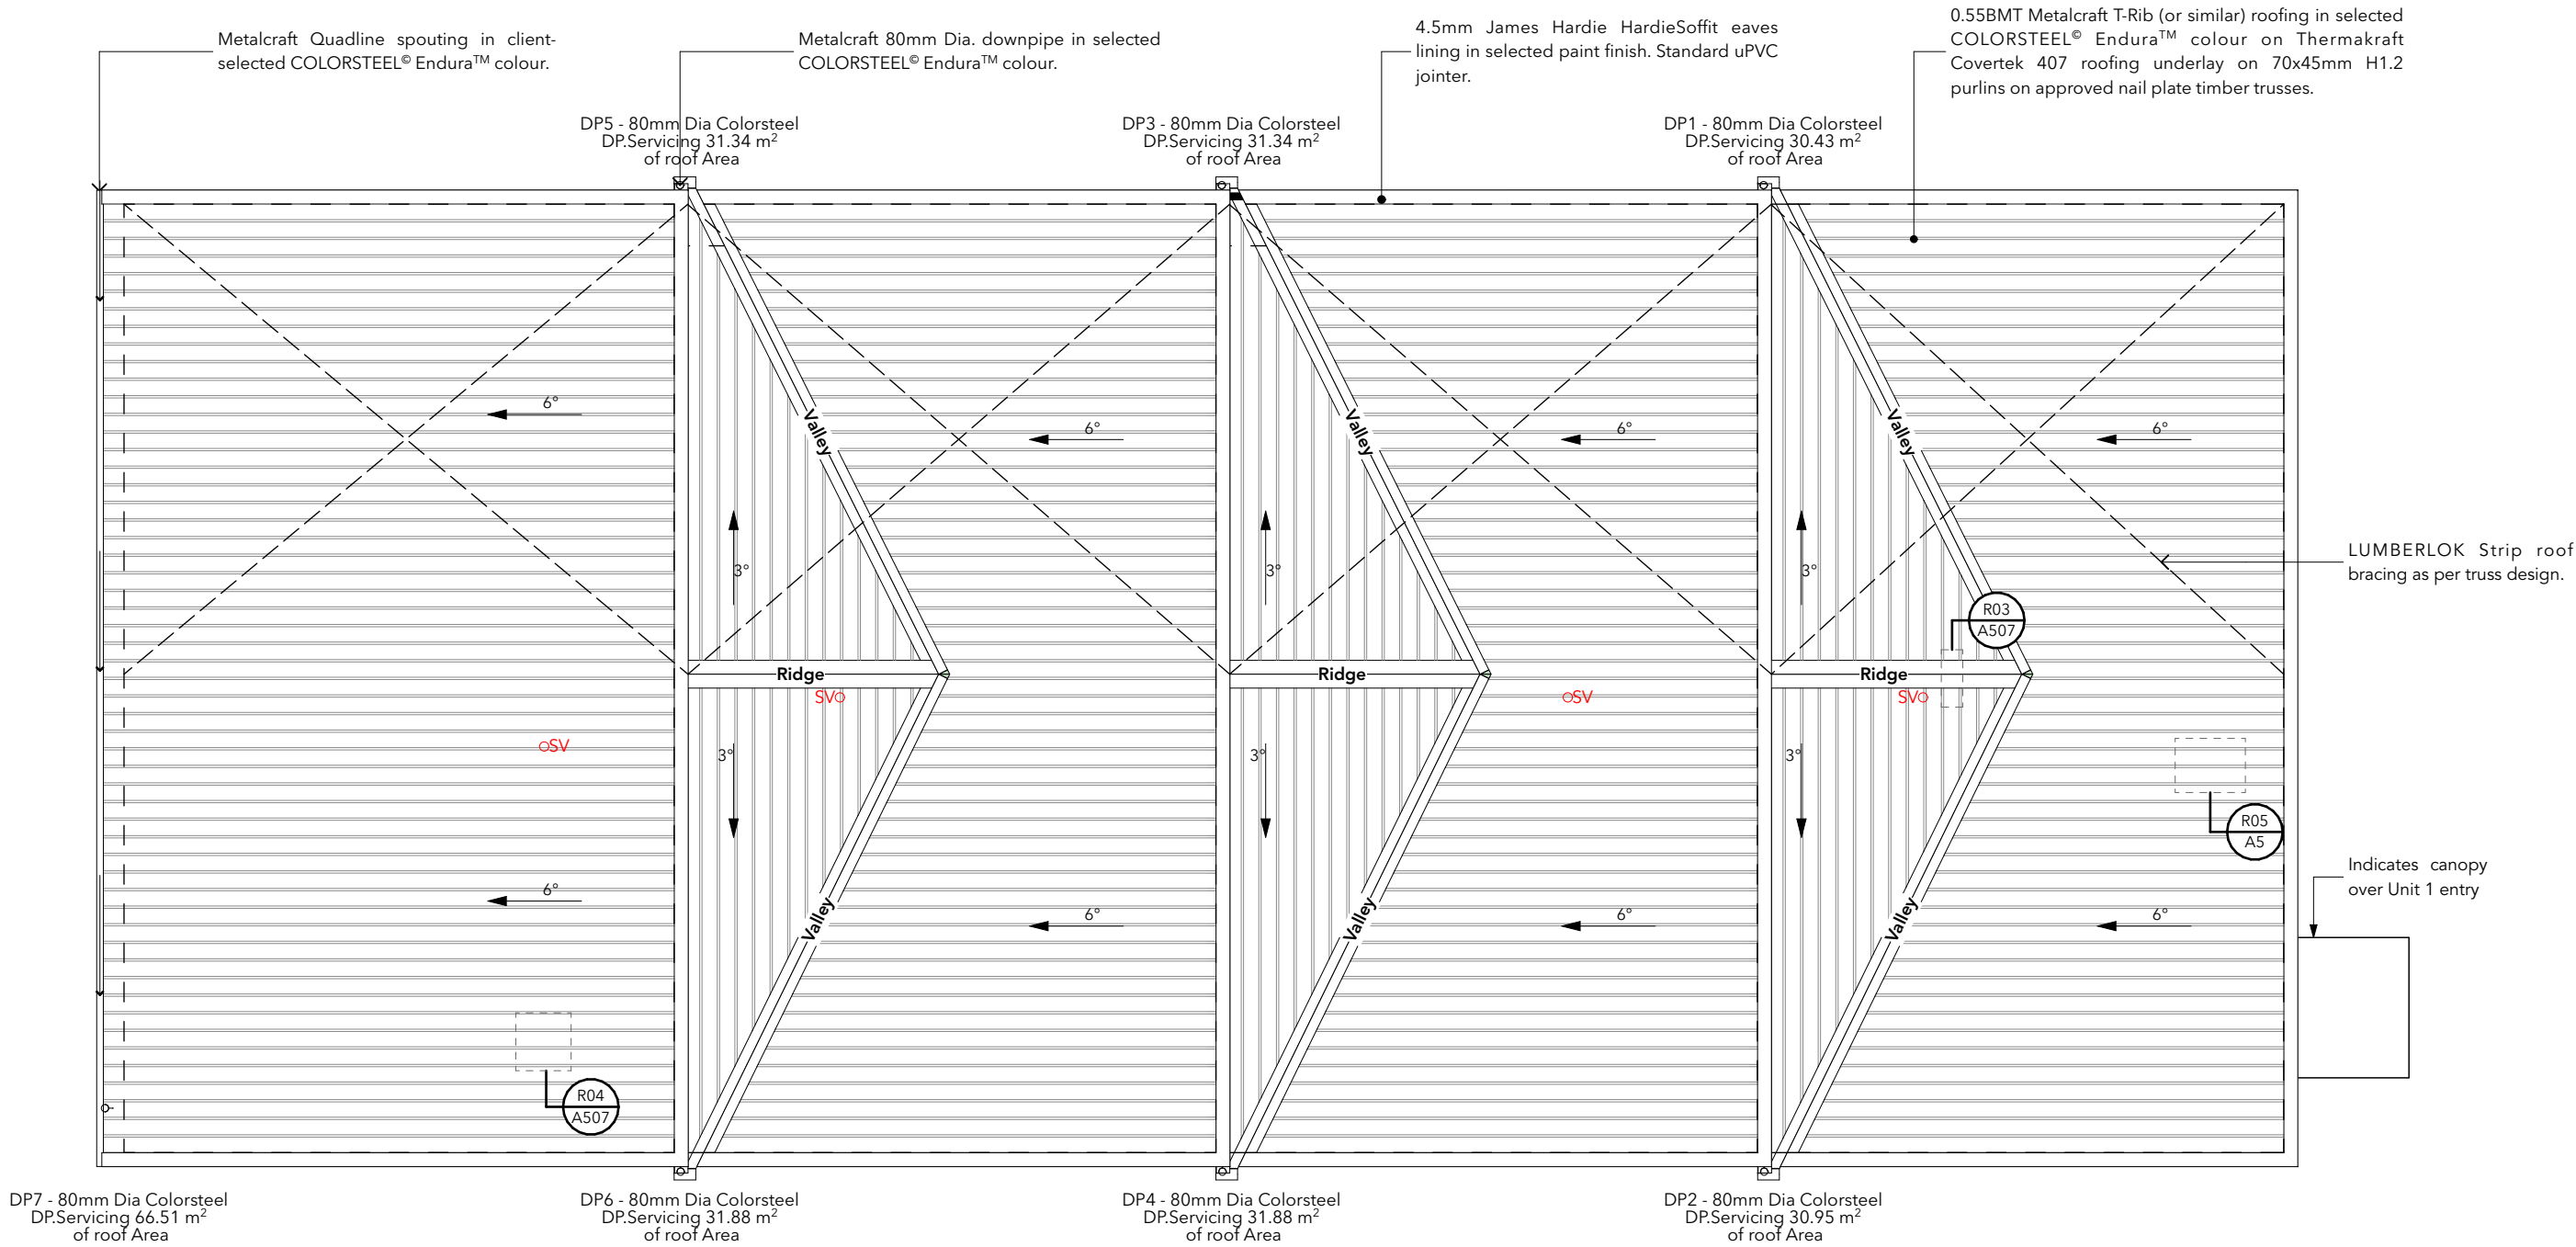 Metalcraft Quadline spouting in client-
selected COLORSTEEL© Endura™ colour.
Metalcraft 80mm Dia. downpipe in selected
COLORSTEEL© Endura™ colour.
4.5mm James Hardie HardieSoffit eaves
lining in selected paint finish. Standard uPVC
jointer.
0.55BMT Metalcraft T-Rib (or similar) roofing in selected
COLORSTEEL© Endura™ colour on Thermakraft
Covertek 407 roofing underlay on 70x45mm H1.2
purlins on approved nail plate timber trusses.
DP5 - 80mm Dia Colorsteel
DP.Servicing 31.34 m²
of roof Area
DP3 - 80mm Dia Colorsteel
DP.Servicing 31.34 m²
of roof Area
DP1 - 80mm Dia Colorsteel
DP.Servicing 30.43 m²
of roof Area
6°
6°
6°
6°
Valley
Valley
Valley
3°
3°
3°
LUMBERLOK Strip roof
bracing as per truss design.
R03
A507
Ridge
Ridge
Ridge
SV
SV
SV
SV
3°
3°
3°
R05
A5
Indicates canopy
over Unit 1 entry
6°
6°
6°
6°
Valley
Valley
Valley
R04
A507
DP7 - 80mm Dia Colorsteel
DP.Servicing 66.51 m²
of roof Area
DP6 - 80mm Dia Colorsteel
DP.Servicing 31.88 m²
of roof Area
DP4 - 80mm Dia Colorsteel
DP.Servicing 31.88 m²
of roof Area
DP2 - 80mm Dia Colorsteel
DP.Servicing 30.95 m²
of roof Area